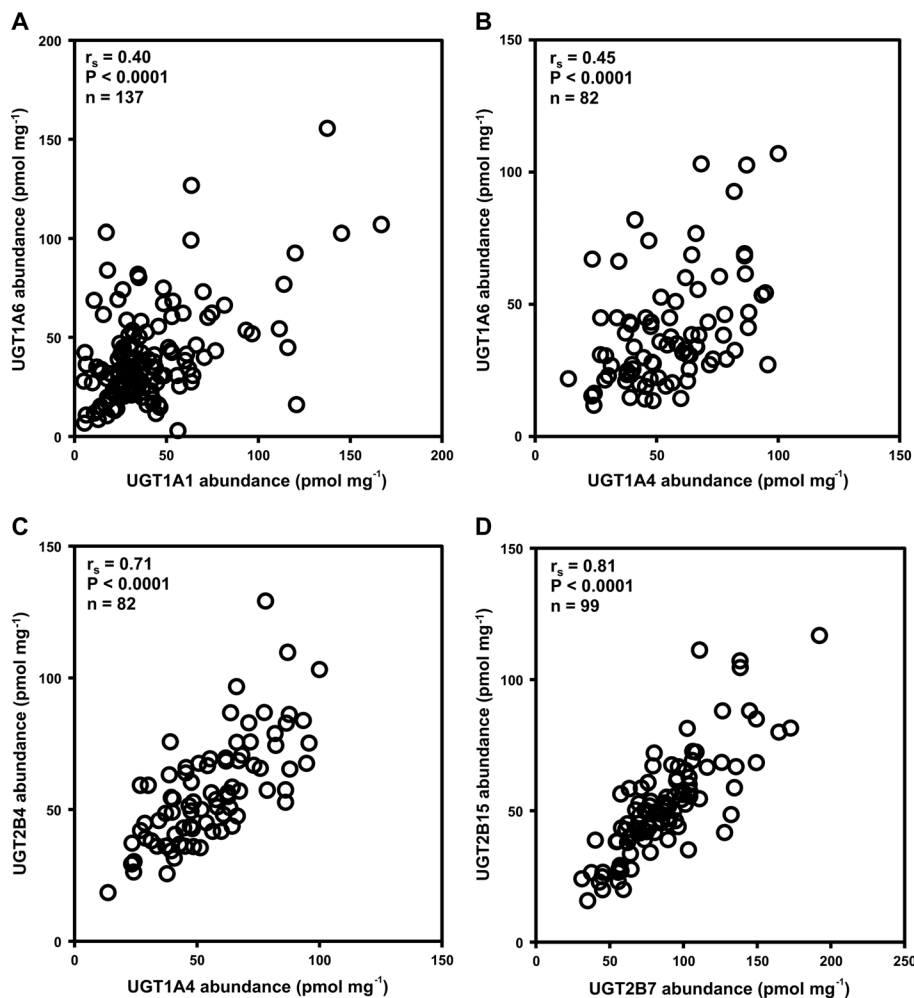 A
r_s = 0.40
P < 0.0001
n = 137
UGT1A6 abundance (pmol mg⁻¹)
200
150
100
50
0
0 50 100 150 200
UGT1A1 abundance (pmol mg⁻¹)
B
r_s = 0.45
P < 0.0001
n = 82
UGT1A6 abundance (pmol mg⁻¹)
150
100
50
0
0 50 100 150
UGT1A4 abundance (pmol mg⁻¹)
C
r_s = 0.71
P < 0.0001
n = 82
UGT2B4 abundance (pmol mg⁻¹)
150
100
50
0
0 50 100 150
UGT1A4 abundance (pmol mg⁻¹)
D
r_s = 0.81
P < 0.0001
n = 99
UGT2B15 abundance (pmol mg⁻¹)
150
100
50
0
0 50 100 150 200 250
UGT2B7 abundance (pmol mg⁻¹)